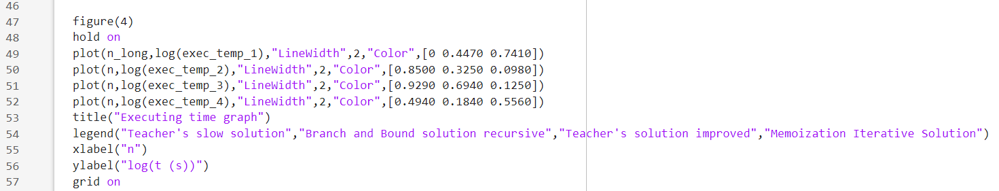 46
47 figure(4)
48 hold on
49 plot(n_long,log(exec_temp_1),"LineWidth",2,"Color",[0 0.4470 0.7410])
50 plot(n,log(exec_temp_2),"LineWidth",2,"Color",[0.8500 0.3250 0.0980])
51 plot(n,log(exec_temp_3),"LineWidth",2,"Color",[0.9290 0.6940 0.1250])
52 plot(n,log(exec_temp_4),"LineWidth",2,"Color",[0.4940 0.1840 0.5560])
53 title("Executing time graph")
54 legend("Teacher's slow solution","Branch and Bound solution recursive","Teacher's solution improved","Memoization Iterative Solution")
55 xlabel("n")
56 ylabel("log(t (s))")
57 grid on